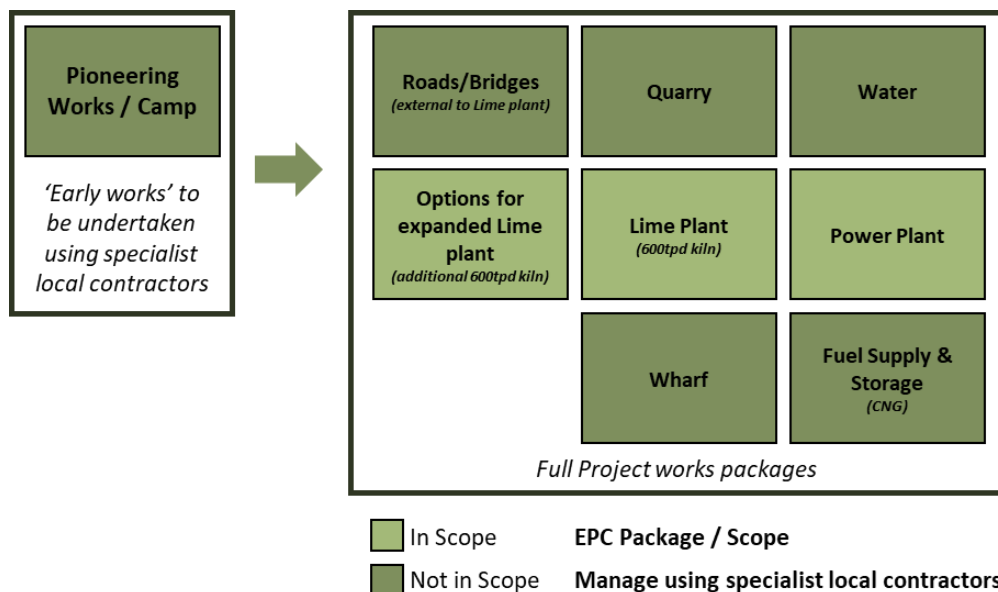 Pioneering
Works / Camp
‘Early works’ to
be undertaken
using specialist
local contractors
Roads/Bridges
(external to Lime plant)
Quarry
Water
Options for
expanded Lime
plant
(additional 600tpd kiln)
Lime Plant
(600tpd kiln)
Power Plant
Wharf
Fuel Supply &
Storage
(CNG)
Full Project works packages
In Scope
EPC Package / Scope
Not in Scope
Manage using specialist local contractors